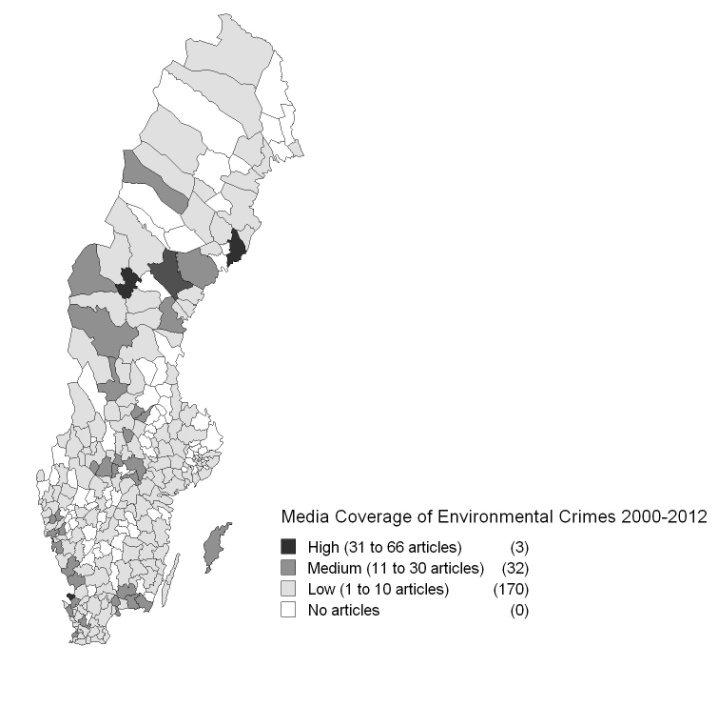 Media Coverage of Environmental Crimes 2000-2012
High (31 to 66 articles) (3)
Medium (11 to 30 articles) (32)
Low (1 to 10 articles) (170)
No articles (0)